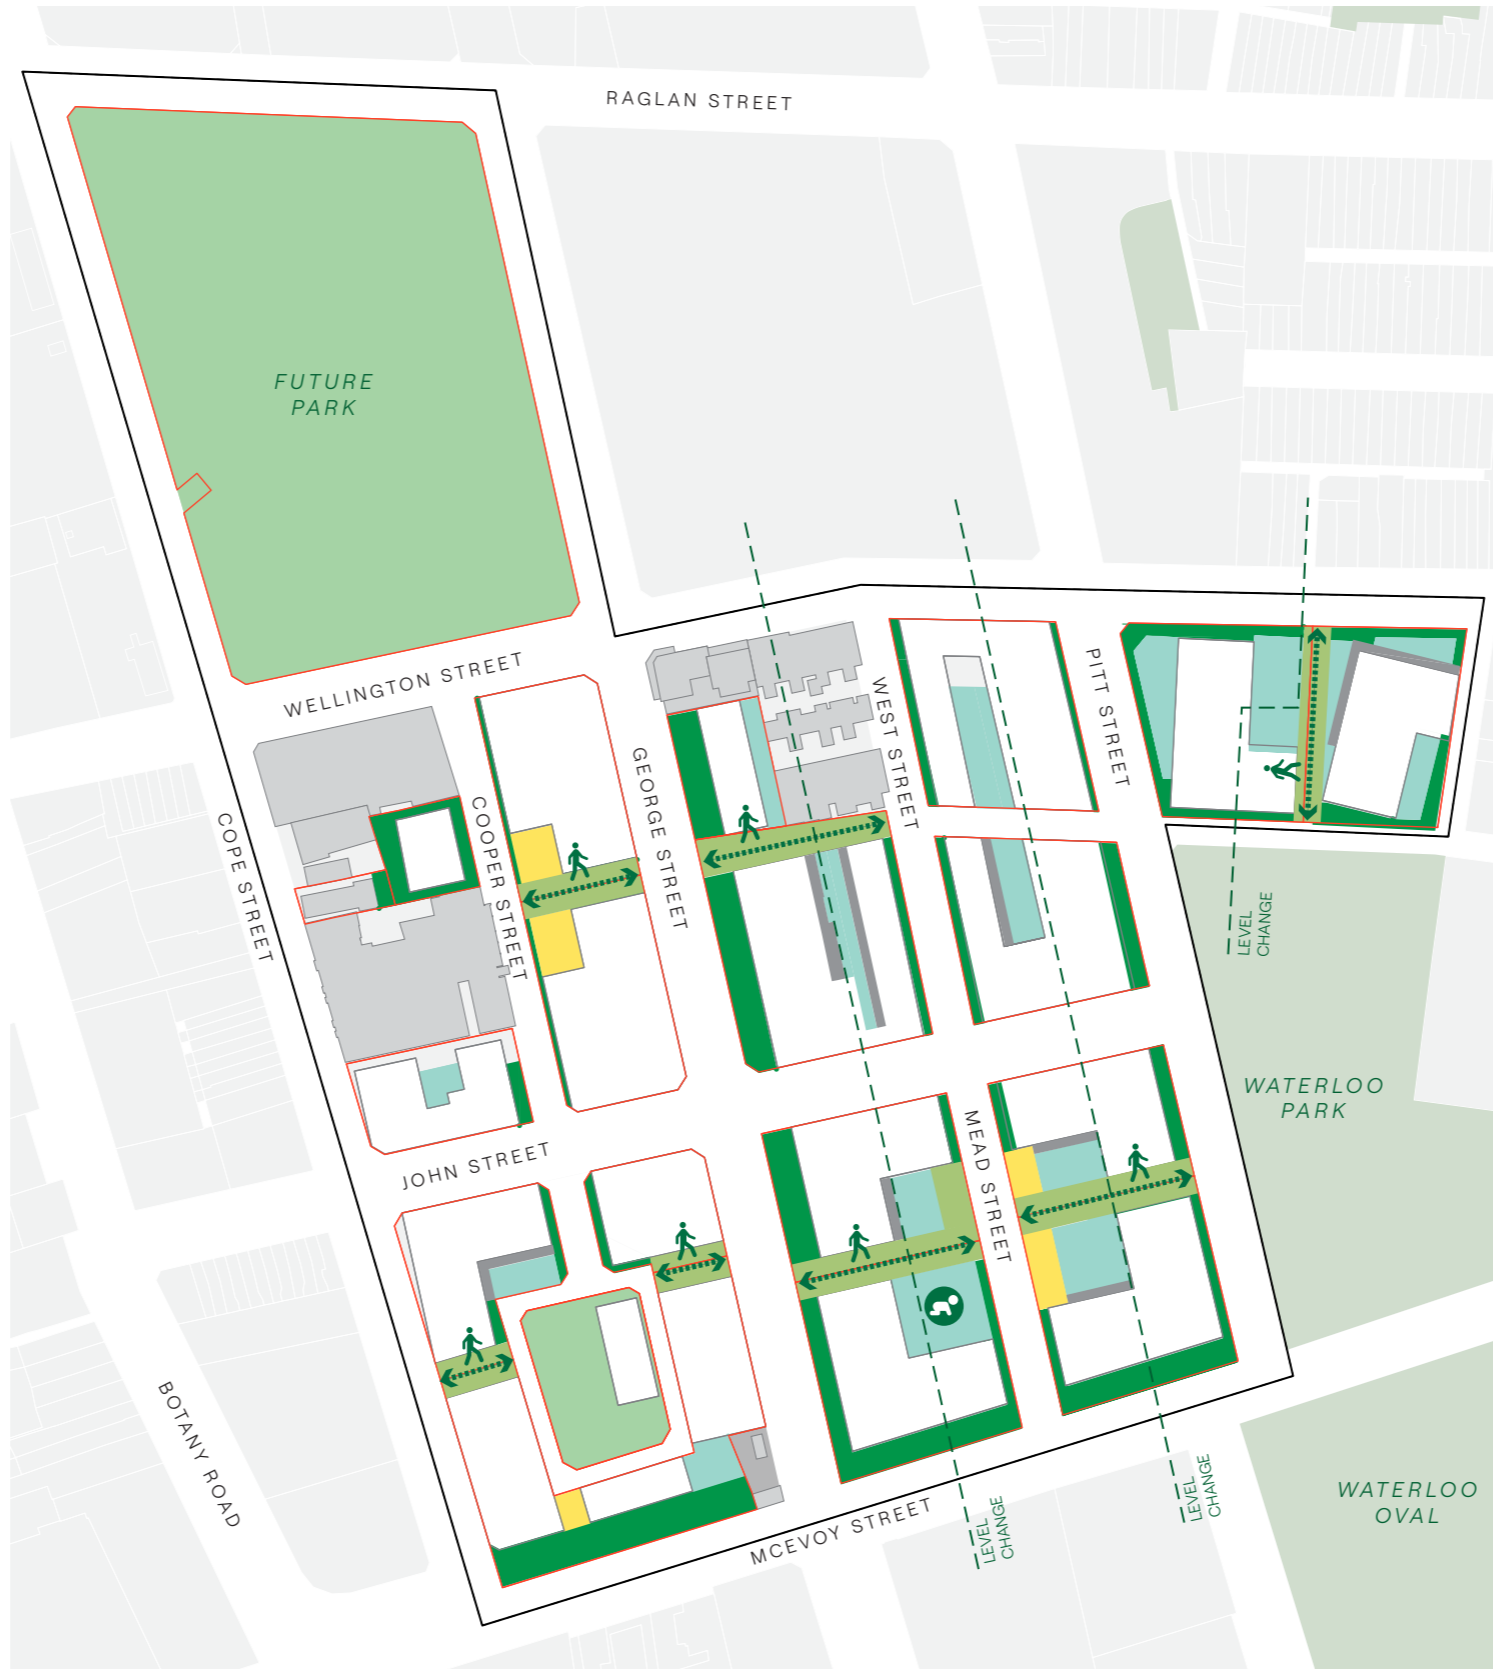 RAGLAN STREET
FUTURE
PARK
WELLINGTON STREET
PITT STREET
WEST STREET
GEORGE STREET
COOPER STREET
COPE STREET
LEVEL
CHANGE
WATERLOO
PARK
MEAD STREET
JOHN STREET
BOTANY ROAD
LEVEL
CHANGE
WATERLOO
OVAL
MCEVOY STREET
LEVEL
CHANGE